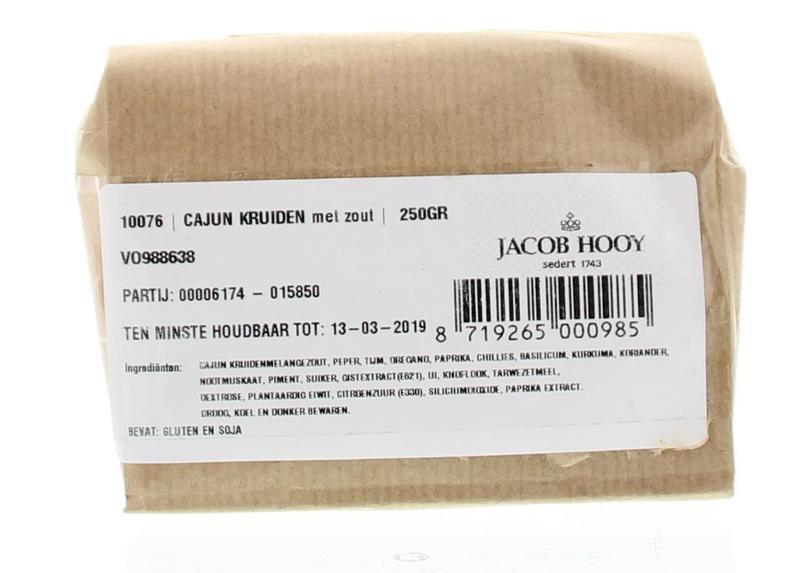 10076 | CAJUN KRUIDEN met zout | 250GR
VO988638
PARTIJ: 00006174 - 015850
TEN MINSTE HOUDBAAR TOT: 13-03-2019
JACOB HOOY
sedert 1743
8 719265 000985
Ingrediënten: CAJUN KRUIDENMELANGEZOUT, PEPER, TIJM, OREGANO, PAPRIKA, CHILLIES, BASILICUM, KURKUMA, KORIANDER,
NOOTMUSKAAT, PIMENT, SUIKER, GISTEXTRACT(E621), UI, KNOFLOOK, TARWEZETMEEL,
DEXTROSE, PLANTAARDIG EIWIT, CITROENZUUR (E330), SILICIUMDIOXIDE, PAPRIKA EXTRACT.
DROOG, KOEL EN DONKER BEWAREN.
BEVAT: GLUTEN EN SOJA